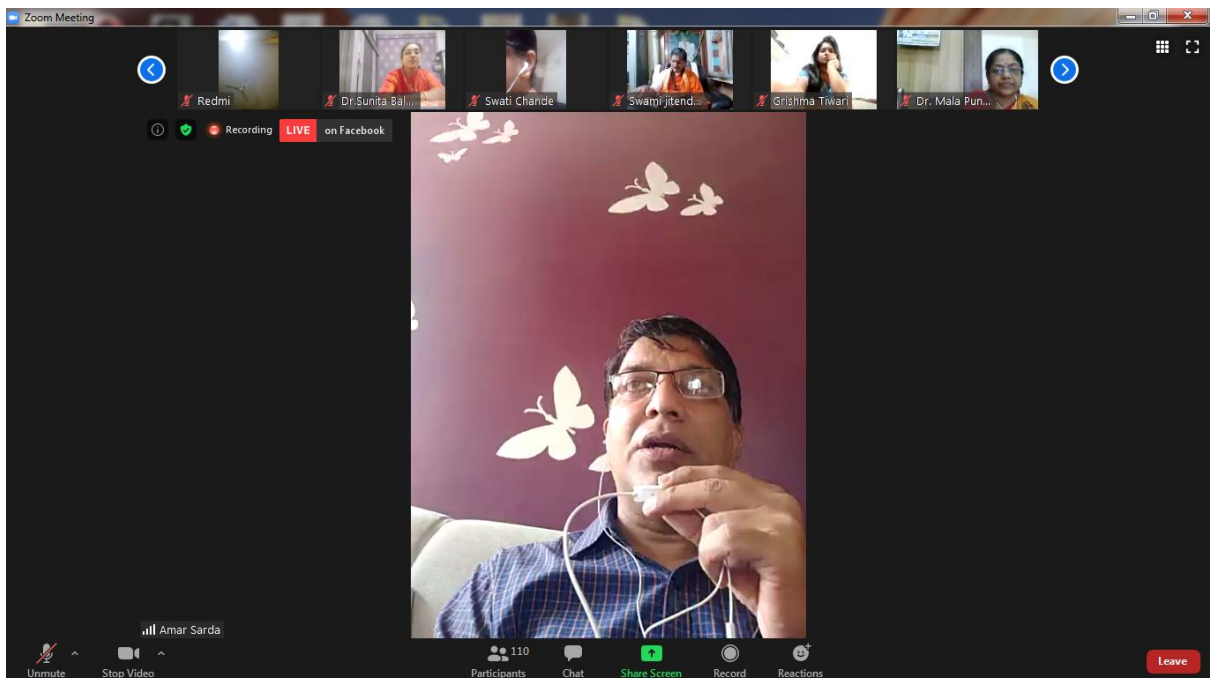 Zoom Meeting
Redmi
Dr.Sunita Bal...
Swati Chande
Swami jitend...
Grishma Tiwari
Dr. Mala Pun...
Recording LIVE on Facebook
Amar Sarda
Unmute
Stop Video
110
Participants
Chat
Share Screen
Record
Reactions
Leave